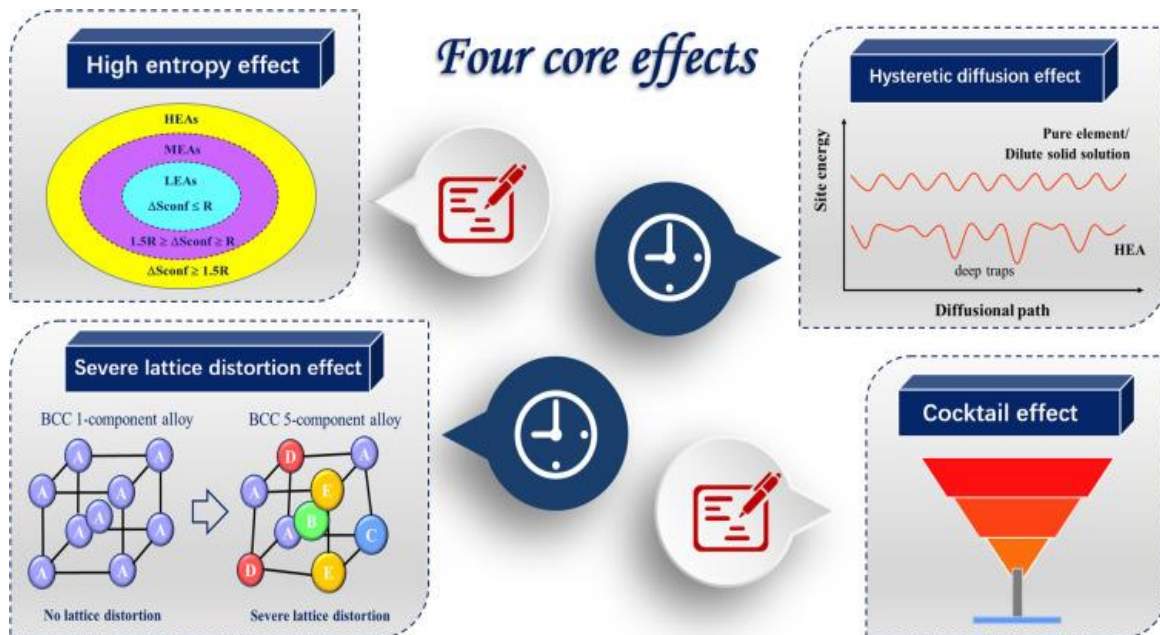 Four core effects
High entropy effect
HEAs
MEAs
LEAs
ΔSconf ≤ R
1.5R ≥ ΔSconf ≥ R
ΔSconf ≥ 1.5R
Hysteretic diffusion effect
Pure element/
Dilute solid solution
Site energy
HEA
deep traps
Diffusional path
Severe lattice distortion effect
BCC 1-component alloy
BCC 5-component alloy
A A
A A
A
A A
A A
D A
A E
B
A C
D E
No lattice distortion
Severe lattice distortion
Cocktail effect